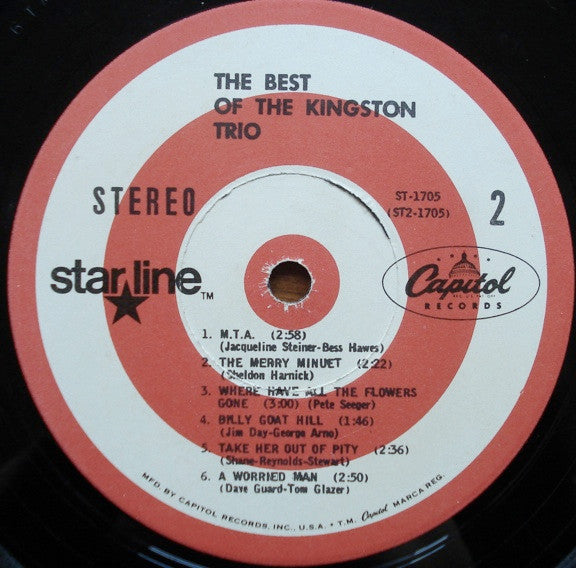 THE BEST
OF THE KINGSTON
TRIO
STEREO
ST-1705
(ST2-1705)
2
star line™
Capitol
RECORDS
1. M.T.A. (2:58)
(Jacqueline Steiner-Bess Hawes)
2. THE MERRY MINUET (2:22)
(Sheldon Harnick)
3. WHERE HAVE ALL THE FLOWERS
GONE (3:00) (Pete Seeger)
4. BILLY GOAT HILL (1:46)
(Jim Day-George Arno)
5. TAKE HER OUT OF PITY (2:36)
(Shane-Reynolds-Stewart)
6. A WORRIED MAN (2:50)
(Dave Guard-Tom Glazer)
MFD. BY CAPITOL RECORDS, INC., U.S.A. • T.M. Capitol MARCA REG.